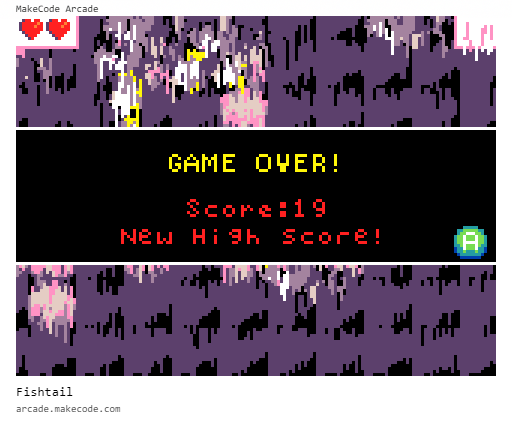 MakeCode Arcade
GAME OVER!
Score:19
New High Score!
A
Fishtail
arcade.makecode.com